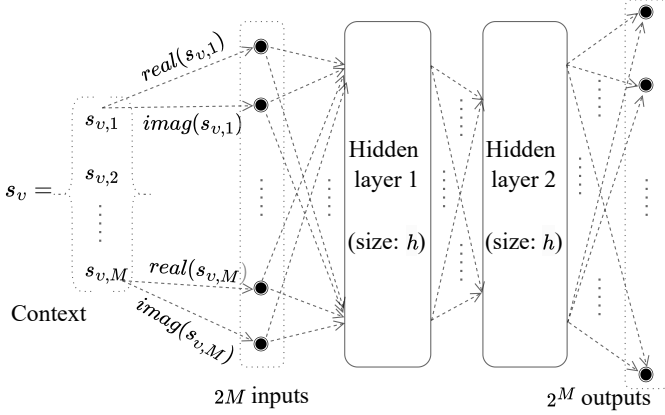 real(s_{v,1})
s_{v,1}
imag(s_{v,1})
s_v =
s_{v,2}
s_{v,M}
real(s_{v,M})
imag(s_{v,M})
Context
Hidden
layer 1
(size: h)
Hidden
layer 2
(size: h)
2M inputs
2^M outputs